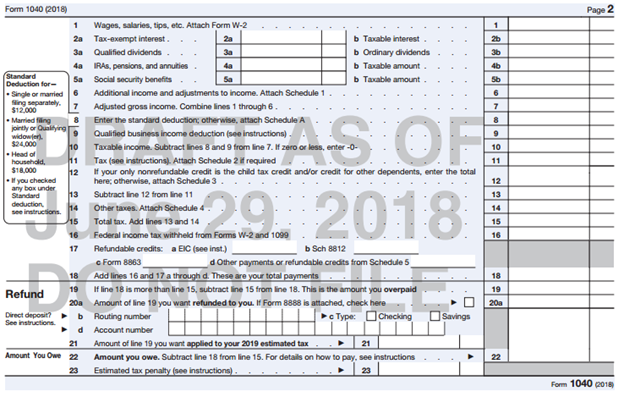 Form 1040 (2018) Page 2
1 Wages, salaries, tips, etc. Attach Form W-2 . . . . 1
2a Tax-exempt interest . . . 2a b Taxable interest . . . 2b
3a Qualified dividends . . . 3a b Ordinary dividends . . . 3b
4a IRAs, pensions, and annuities . 4a b Taxable amount . . . 4b
5a Social security benefits . . 5a b Taxable amount . . . 5b
Standard
Deduction for—
• Single or married
filing separately,
$12,000
• Married filing
jointly or Qualifying
widow(er),
$24,000
• Head of
household,
$18,000
• If you checked
any box under
Standard
deduction,
see instructions.
6 Additional income and adjustments to income. Attach Schedule 1 . . . . 6
7 Adjusted gross income. Combine lines 1 through 6 . . . . 7
8 Enter the standard deduction; otherwise, attach Schedule A . . . . 8
9 Qualified business income deduction (see instructions) . . . . 9
10 Taxable income. Subtract lines 8 and 9 from line 7. If zero or less, enter -0- . . . . 10
11 Tax (see instructions). Attach Schedule 2 if required . . . . 11
12 If your only nonrefundable credit is the child tax credit and/or credit for other dependents, enter the total
here; otherwise, attach Schedule 3 . . . . 12
13 Subtract line 12 from line 11 . . . . 13
14 Other taxes. Attach Schedule 4 . . . . 14
15 Total tax. Add lines 13 and 14 . . . . 15
16 Federal income tax withheld from Forms W-2 and 1099 . . . . 16
17 Refundable credits: a EIC (see inst.) b Sch 8812
c Form 8863 d Other payments or refundable credits from Schedule 5
18 Add lines 16 and 17 a through d. These are your total payments . . . . 18
Refund
19 If line 18 is more than line 15, subtract line 15 from line 18. This is the amount you overpaid . . . . 19
20a Amount of line 19 you want refunded to you. If Form 8888 is attached, check here . . . . ▶ 20a
Direct deposit?
See instructions.
▶ b Routing number ▶ c Type: Checking Savings
▶ d Account number
21 Amount of line 19 you want applied to your 2019 estimated tax . . ▶ 21
Amount You Owe 22 Amount you owe. Subtract line 18 from line 15. For details on how to pay, see instructions . . . ▶ 22
23 Estimated tax penalty (see instructions) . . . . ▶ 23
Form 1040 (2018)
DRAFT AS OF
June 29, 2018
DO NOT FILE